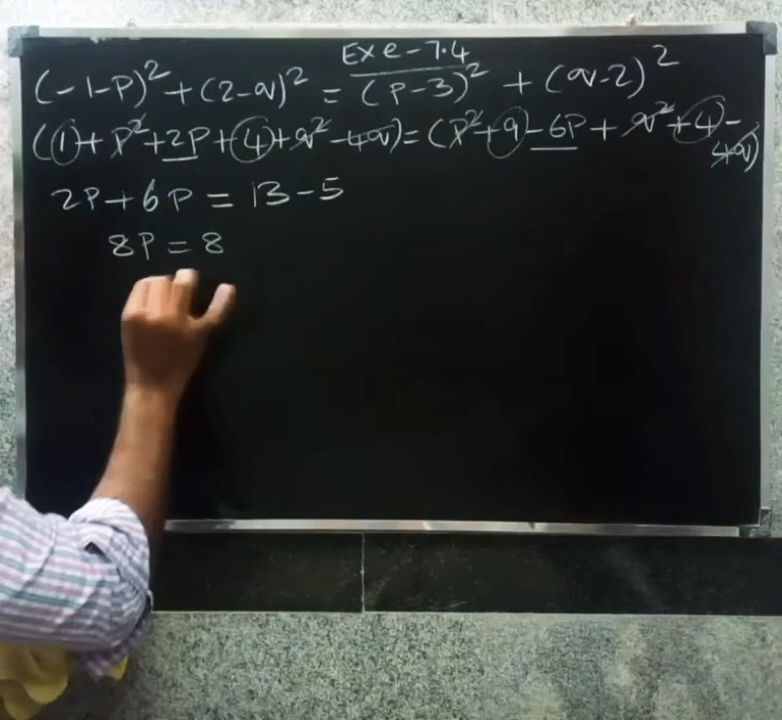 Exe-7.4
(-1-P)² + (2-q)² = (P-3)² + (q-2)²
(1 + P² + 2P + 4 + q² - 4q) = (P² + 9 - 6P + q² + 4 - 4q)
2P + 6P = 13 - 5
8P = 8